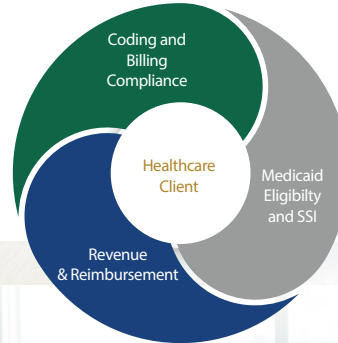 Coding and
Billing
Compliance
Healthcare
Client
Medicaid
Eligibilty
and SSI
Revenue
& Reimbursement